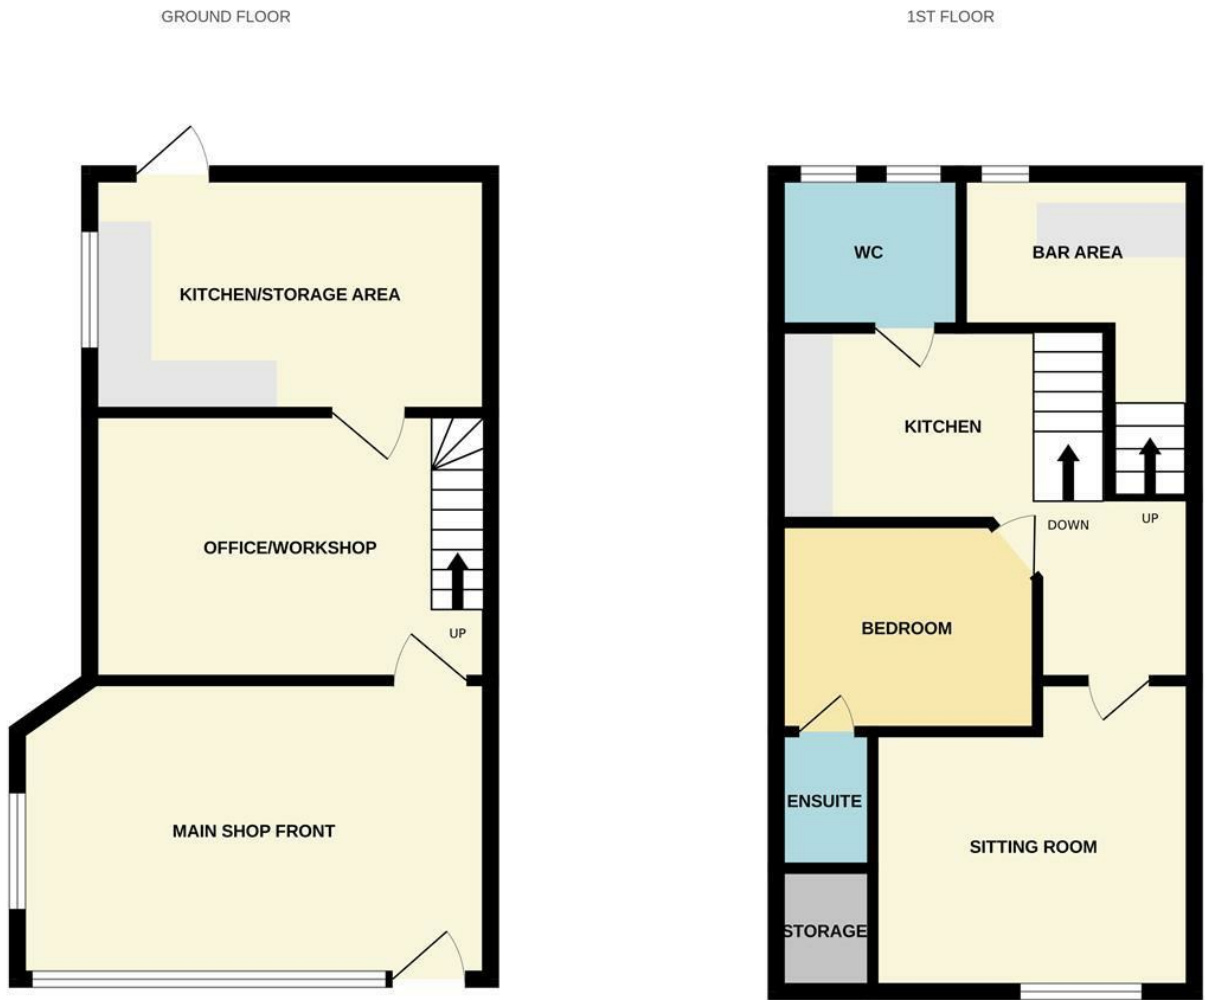 GROUND FLOOR
KITCHEN/STORAGE AREA
OFFICE/WORKSHOP
UP
MAIN SHOP FRONT
1ST FLOOR
WC
BAR AREA
KITCHEN
DOWN
UP
BEDROOM
ENSUITE
SITTING ROOM
STORAGE